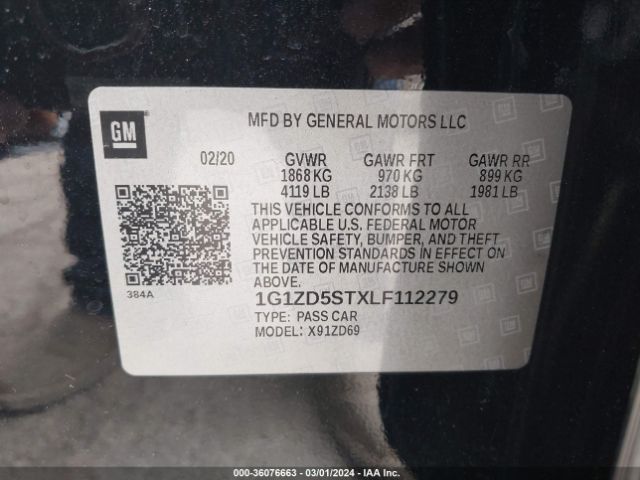 GM
MFD BY GENERAL MOTORS LLC
02/20 GVWR GAWR FRT GAWR RR
1868 KG 970 KG 899 KG
4119 LB 2138 LB 1981 LB
THIS VEHICLE CONFORMS TO ALL
APPLICABLE U.S. FEDERAL MOTOR
VEHICLE SAFETY, BUMPER, AND THEFT
PREVENTION STANDARDS IN EFFECT ON
THE DATE OF MANUFACTURE SHOWN
ABOVE.
384A
1G1ZD5STXLF112279
TYPE: PASS CAR
MODEL: X91ZD69
000-36076663 - 03/01/2024 - IAA Inc.